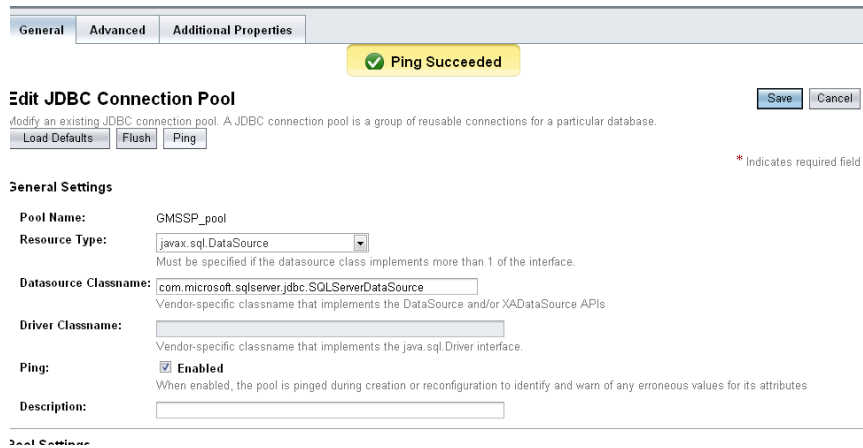 General Advanced Additional Properties
Ping Succeeded
Edit JDBC Connection Pool
Save Cancel
Modify an existing JDBC connection pool. A JDBC connection pool is a group of reusable connections for a particular database.
Load Defaults Flush Ping
* Indicates required field
General Settings
Pool Name: GMSSP_pool
Resource Type: javax.sql.DataSource
Must be specified if the datasource class implements more than 1 of the interface.
Datasource Classname: com.microsoft.sqlserver.jdbc.SQLServerDataSource
Vendor-specific classname that implements the DataSource and/or XADataSource APIs
Driver Classname:
Vendor-specific classname that implements the java.sql.Driver interface.
Ping: Enabled
When enabled, the pool is pinged during creation or reconfiguration to identify and warn of any erroneous values for its attributes
Description:
Pool Settings